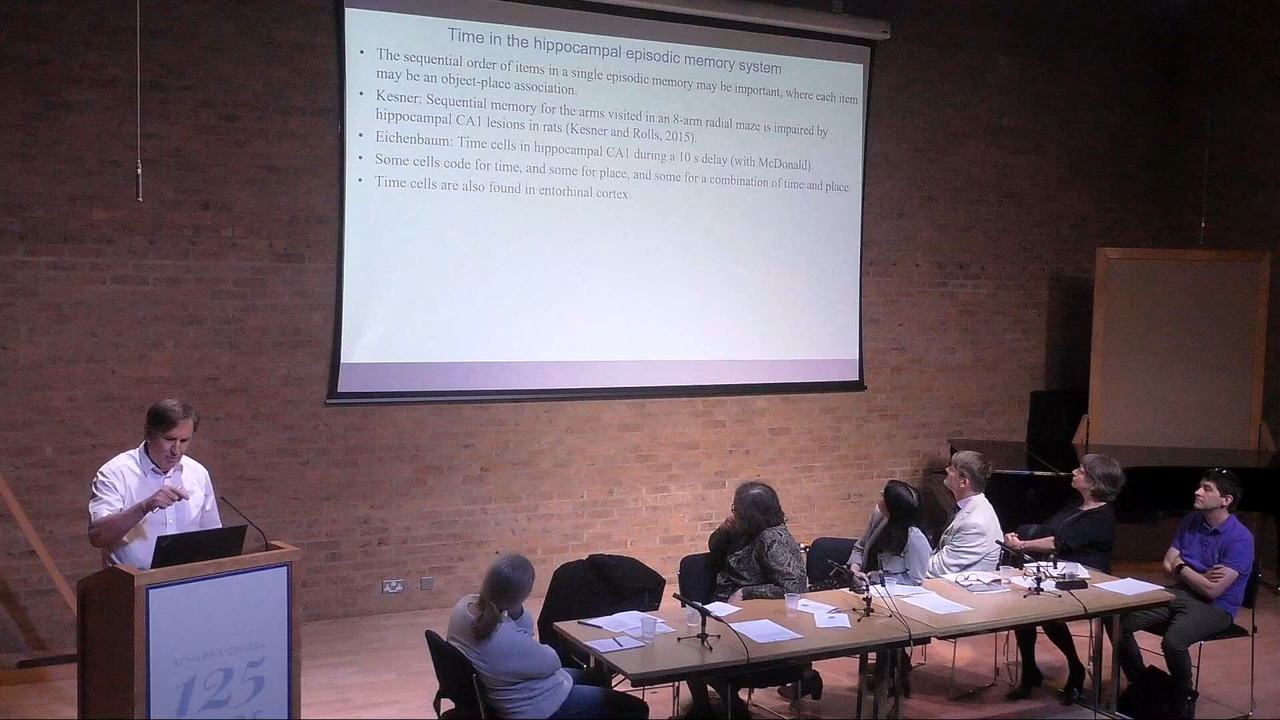 Time in the hippocampal episodic memory system
• The sequential order of items in a single episodic memory may be important, where each item
may be an object-place association.
• Kesner: Sequential memory for the arms visited in an 8-arm radial maze is impaired by
hippocampal CA1 lesions in rats (Kesner and Rolls, 2015).
• Eichenbaum: Time cells in hippocampal CA1 during a 10 s delay (with McDonald).
• Some cells code for time, and some for place, and some for a combination of time and place.
• Time cells are also found in entorhinal cortex.
125